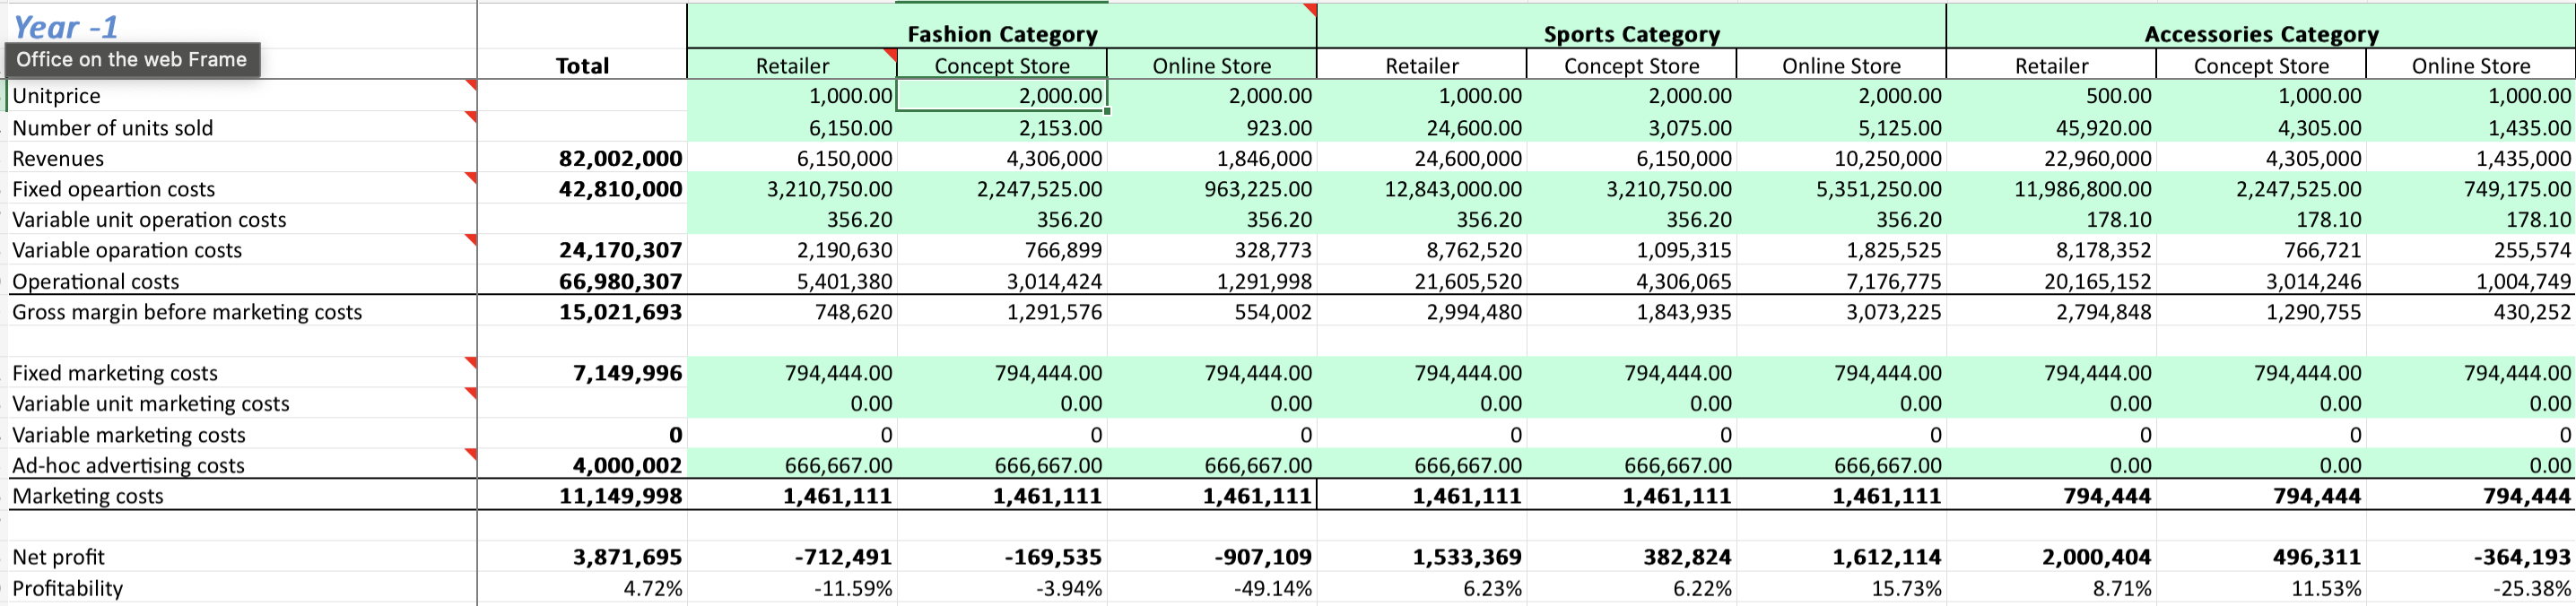 Year -1
Office on the web Frame
Fashion Category Sports Category Accessories Category
Total Retailer Concept Store Online Store Retailer Concept Store Online Store Retailer Concept Store Online Store
Unitprice 1,000.00 2,000.00 2,000.00 1,000.00 2,000.00 2,000.00 500.00 1,000.00 1,000.00
Number of units sold 6,150.00 2,153.00 923.00 24,600.00 3,075.00 5,125.00 45,920.00 4,305.00 1,435.00
Revenues 82,002,000 6,150,000 4,306,000 1,846,000 24,600,000 6,150,000 10,250,000 22,960,000 4,305,000 1,435,000
Fixed opeartion costs 42,810,000 3,210,750.00 2,247,525.00 963,225.00 12,843,000.00 3,210,750.00 5,351,250.00 11,986,800.00 2,247,525.00 749,175.00
Variable unit operation costs 356.20 356.20 356.20 356.20 356.20 356.20 178.10 178.10 178.10
Variable oparation costs 24,170,307 2,190,630 766,899 328,773 8,762,520 1,095,315 1,825,525 8,178,352 766,721 255,574
Operational costs 66,980,307 5,401,380 3,014,424 1,291,998 21,605,520 4,306,065 7,176,775 20,165,152 3,014,246 1,004,749
Gross margin before marketing costs 15,021,693 748,620 1,291,576 554,002 2,994,480 1,843,935 3,073,225 2,794,848 1,290,755 430,252
Fixed marketing costs 7,149,996 794,444.00 794,444.00 794,444.00 794,444.00 794,444.00 794,444.00 794,444.00 794,444.00 794,444.00
Variable unit marketing costs 0.00 0.00 0.00 0.00 0.00 0.00 0.00 0.00 0.00
Variable marketing costs 0 0 0 0 0 0 0 0 0 0
Ad-hoc advertising costs 4,000,002 666,667.00 666,667.00 666,667.00 666,667.00 666,667.00 666,667.00 0.00 0.00 0.00
Marketing costs 11,149,998 1,461,111 1,461,111 1,461,111 1,461,111 1,461,111 1,461,111 794,444 794,444 794,444
Net profit 3,871,695 -712,491 -169,535 -907,109 1,533,369 382,824 1,612,114 2,000,404 496,311 -364,193
Profitability 4.72% -11.59% -3.94% -49.14% 6.23% 6.22% 15.73% 8.71% 11.53% -25.38%